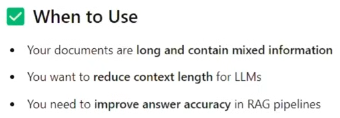 ✅ When to Use
• Your documents are long and contain mixed information
• You want to reduce context length for LLMs
• You need to improve answer accuracy in RAG pipelines